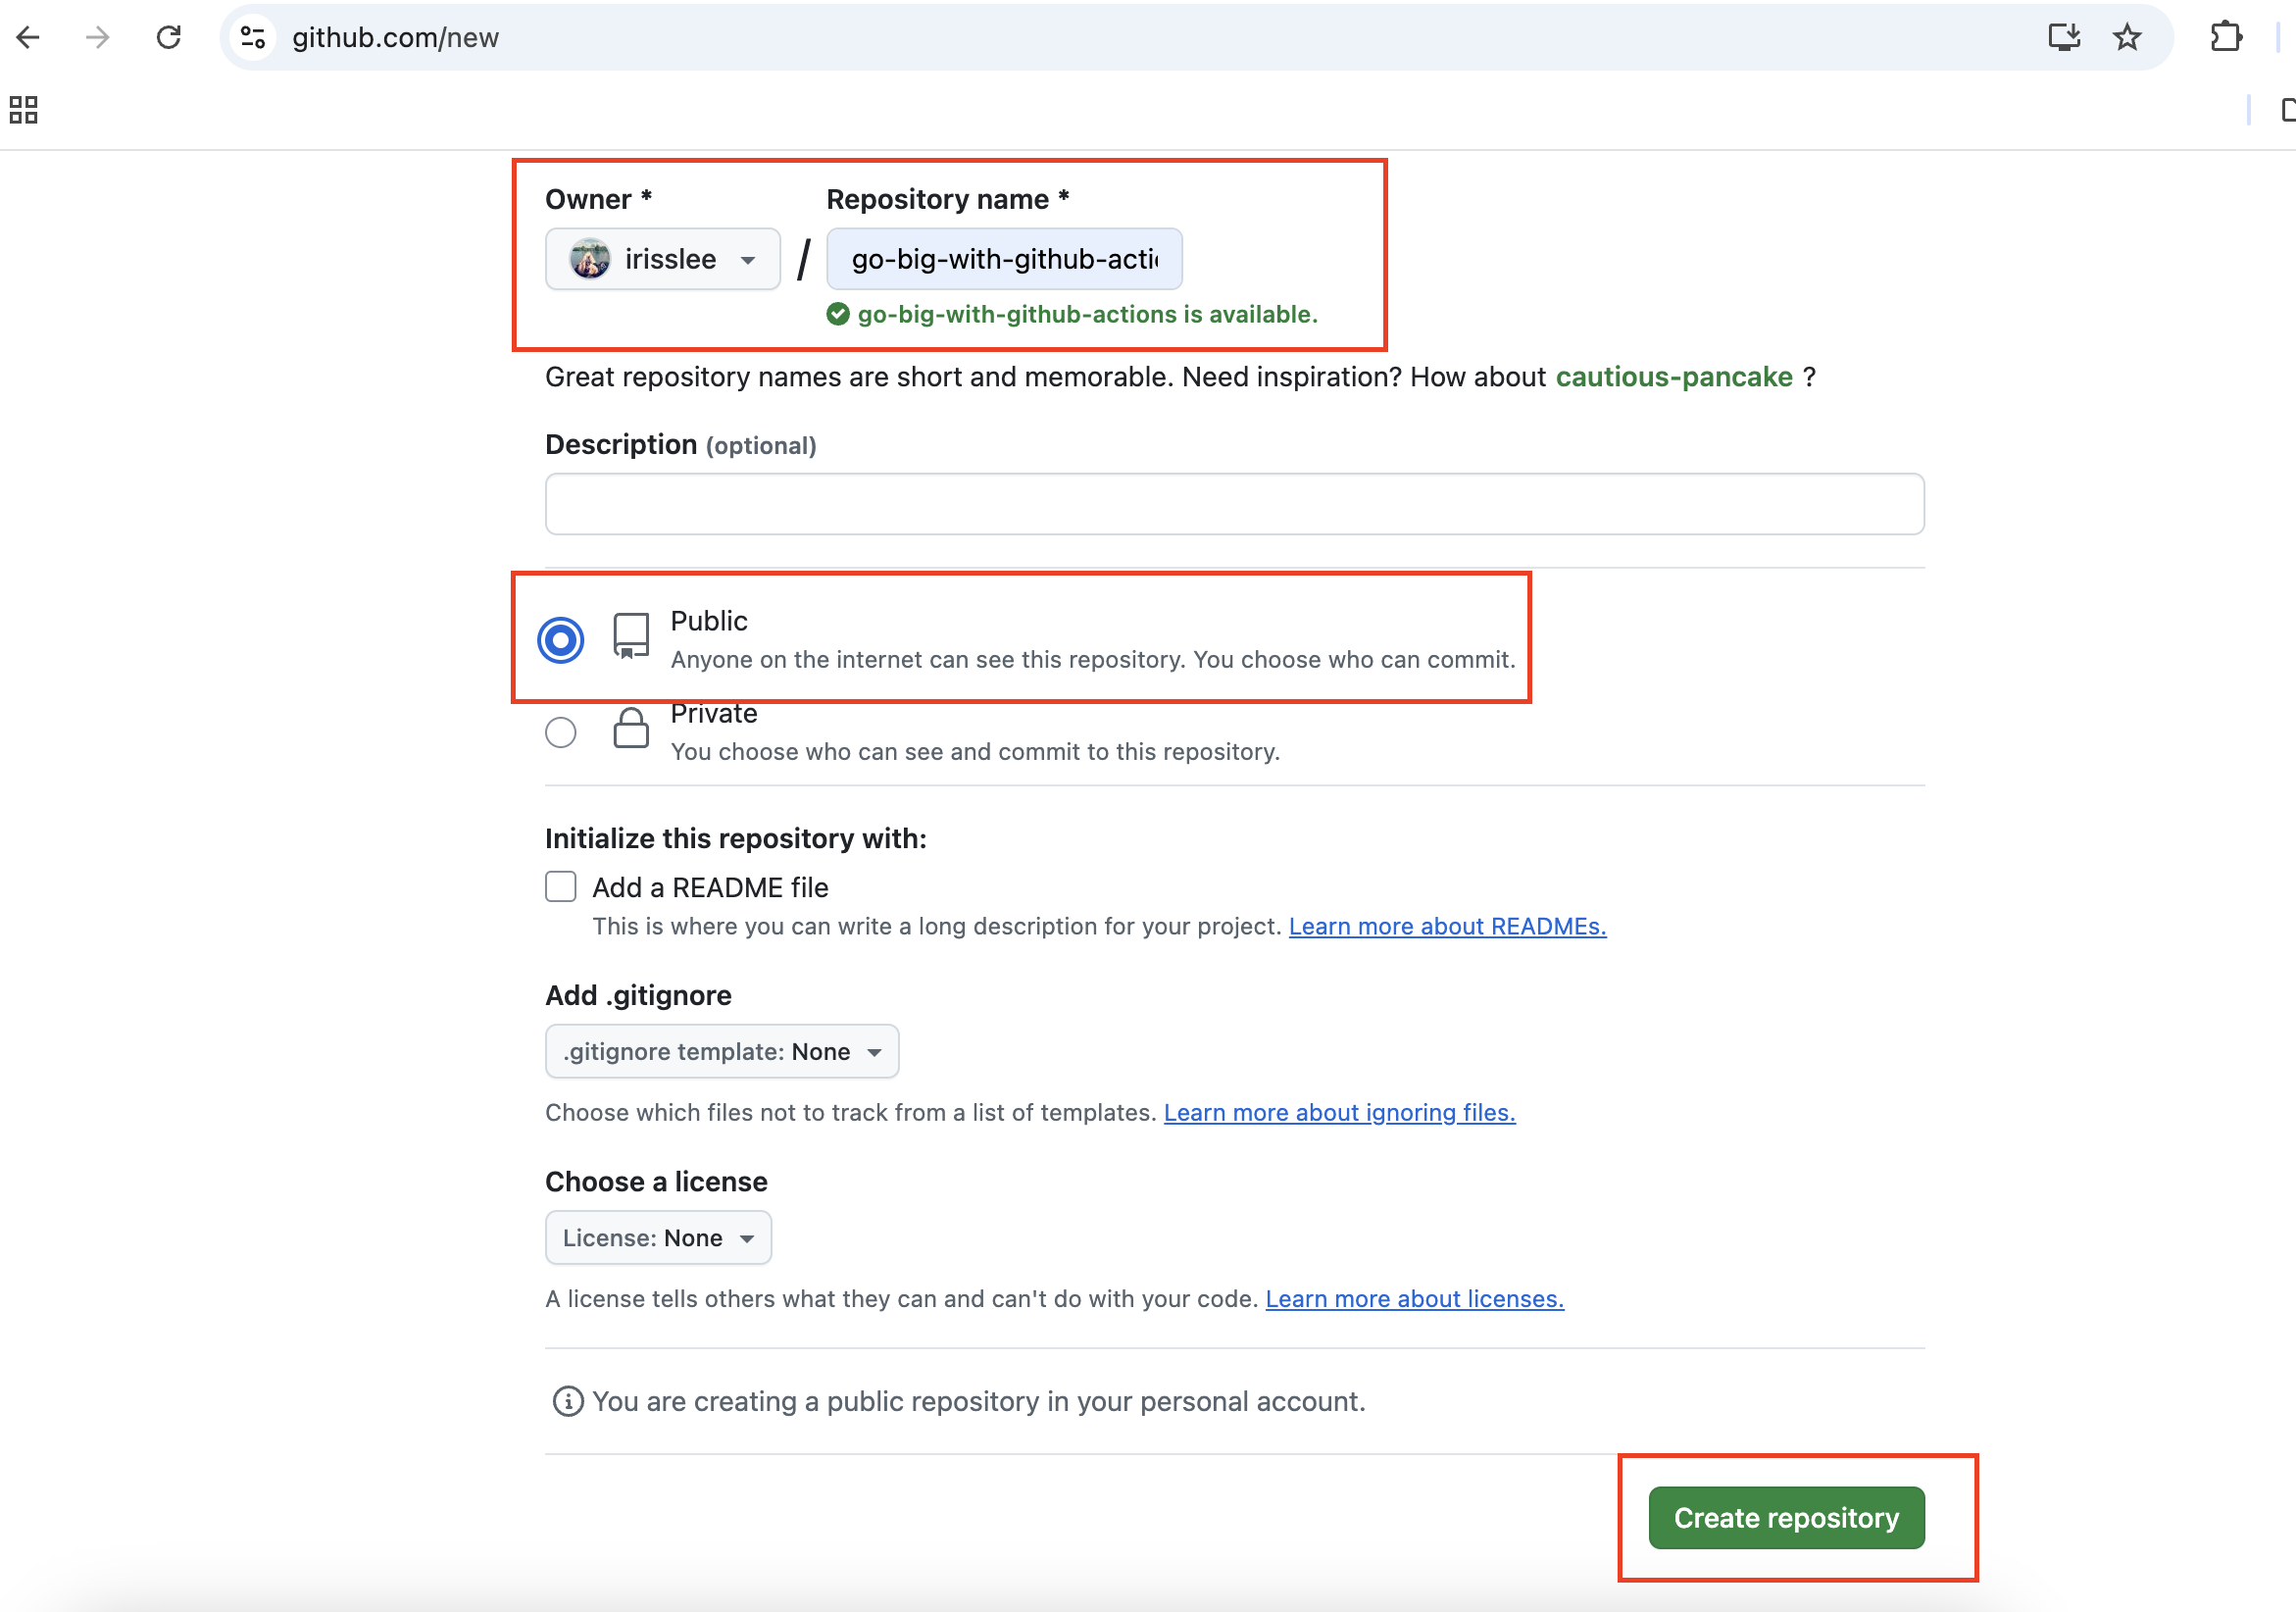 github.com/new
Owner *
Repository name *
irisslee
/
go-big-with-github-acti
go-big-with-github-actions is available.
Great repository names are short and memorable. Need inspiration? How about cautious-pancake ?
Description (optional)
Public
Anyone on the internet can see this repository. You choose who can commit.
Private
You choose who can see and commit to this repository.
Initialize this repository with:
Add a README file
This is where you can write a long description for your project. Learn more about READMEs.
Add .gitignore
.gitignore template: None
Choose which files not to track from a list of templates. Learn more about ignoring files.
Choose a license
License: None
A license tells others what they can and can't do with your code. Learn more about licenses.
You are creating a public repository in your personal account.
Create repository